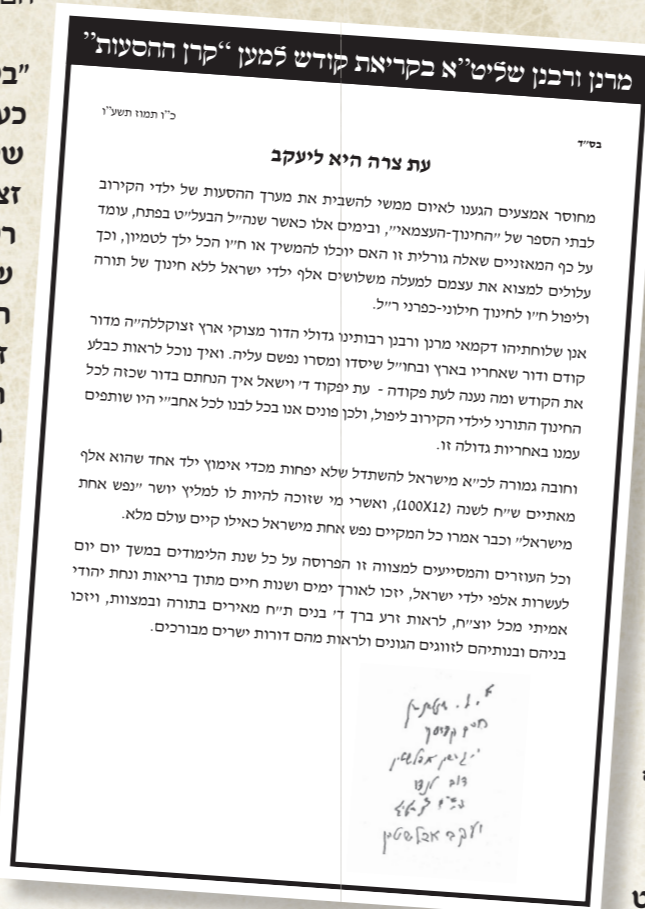 מרנן ורבנן שליט״א בקריאת קודש למען ״קרן ההסעות״
בס״ד
כ״ו תמוז תשע״ו
עת צרה היא ליעקב
מחוסר אמצעים הגענו לאיום ממשי להשבית את מערך ההסעות של ילדי הקירוב
לבתי הספר של ״החינוך-העצמאי״, ובימים אלו כאשר שנה״ל הבעל״ט בפתח, עומד
על כף המאזניים שאלה גורלית זו האם יוכלו להמשיך או ח״ו הכל ילך לטמיון, וכך
עלולים למצוא את עצמם למעלה משלושים אלף ילדי ישראל ללא חינוך של תורה
וליפול ח״ו לחינוך חילוני-כפרני ר״ל.
אנן שלוחתיהו דקמאי מרנן ורבנן רבותינו גדולי הדור מצוקי ארץ זצוקללה״ה מדור
קודם ודור שאחריו בארץ ובחו״ל שיסדו ומסרו נפשם עליה. ואיך נוכל לראות כבלע
את הקודש ומה נענה לעת פקודה - עת יפקוד ד׳ וישאל איך הנחתם בדור שכזה לכל
החינוך התורני לילדי הקירוב ליפול, ולכן פונים אנו בכל לבנו לכל אחב״י היו שותפים
עמנו באחריות גדולה זו.
וחובה גמורה לכ״א מישראל להשתדל שלא יפחות מכדי אימוץ ילד אחד שהוא אלף
מאתיים ש״ח לשנה (100X12), ואשרי מי שזוכה להיות לו למליץ יושר ״נפש אחת
מישראל״ וכבר אמרו כל המקיים נפש אחת מישראל כאילו קיים עולם מלא.
וכל העוזרים והמסייעים למצווה זו הפרוסה על כל שנת הלימודים במשך יום יום
לעשרות אלפי ילדי ישראל, יזכו לאורך ימים ושנות חיים מתוך בריאות ונחת יהודי
אמיתי מכל יוצ״ח, לראות זרע ברך ד׳ בנים ת״ח מאירים בתורה ובמצוות, ויזכו
בניהם ובנותיהם לזווגים הגונים ולראות מהם דורות ישרים מבורכים.
דוב לנדו
יעקב אדלשטיין